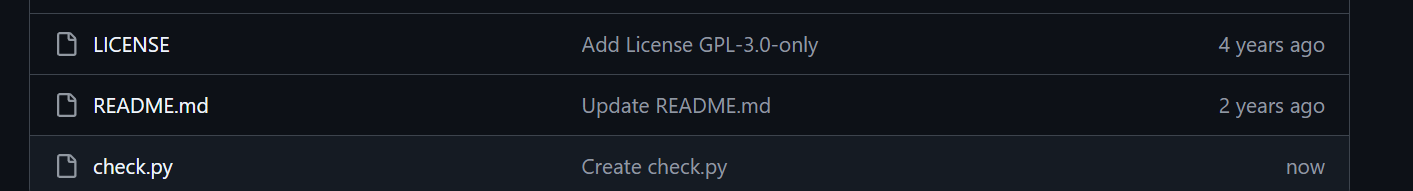 LICENSE Add License GPL-3.0-only 4 years ago
README.md Update README.md 2 years ago
check.py Create check.py now